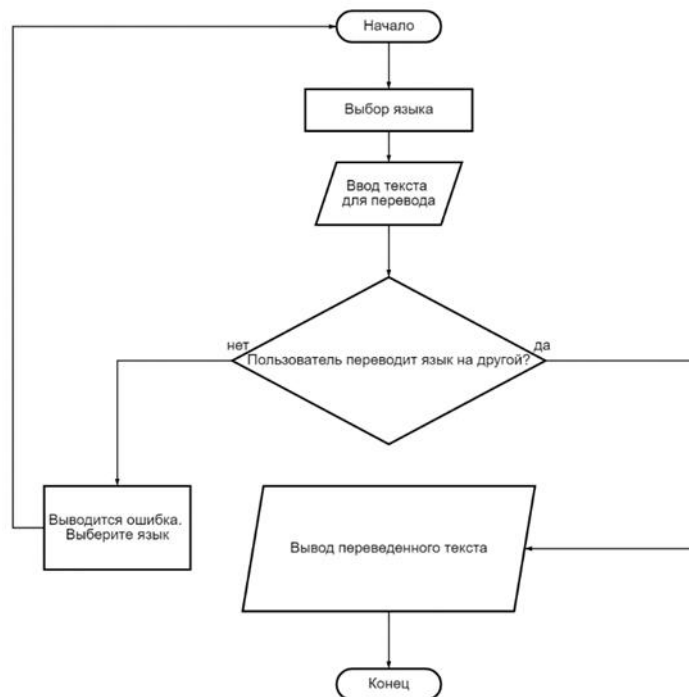 Начало
Выбор языка
Ввод текста
для перевода
нет
да
Пользователь переводит язык на другой?
Выводится ошибка.
Выберите язык
Вывод переведенного текста
Конец